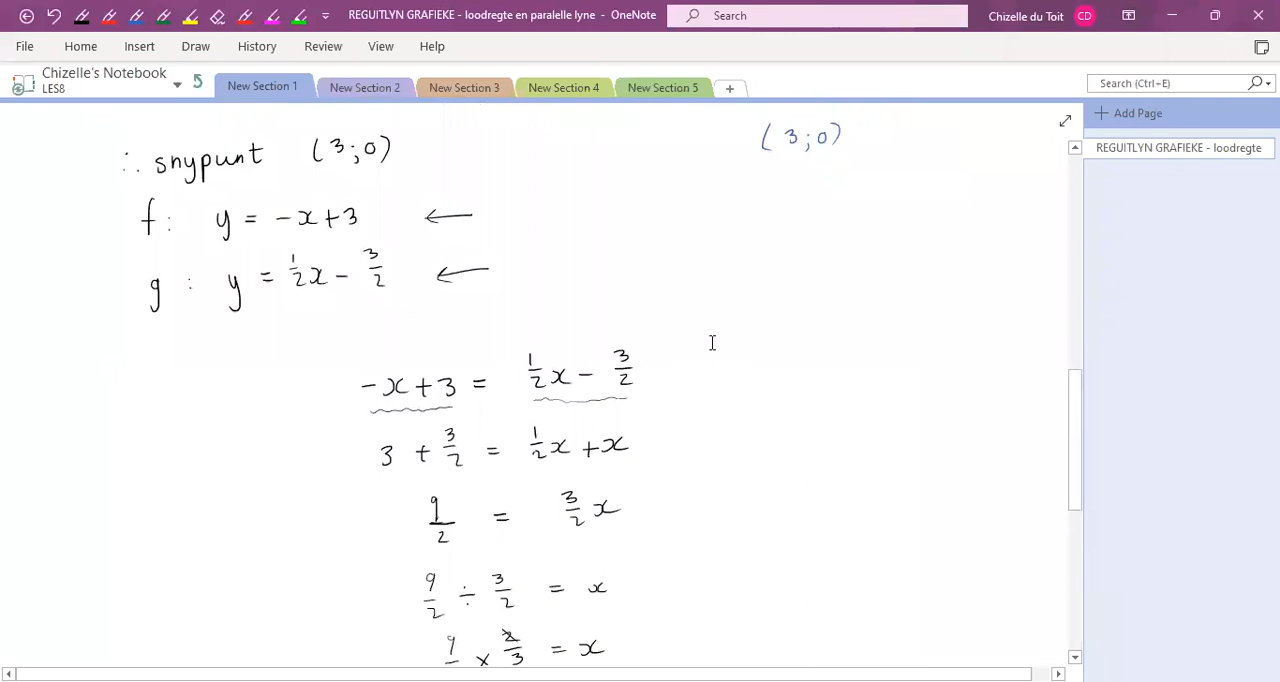 REGUITLYN GRAFIEKE - loodregte en paralelle lyne - OneNote
Search
Chizelle du Toit CD
File Home Insert Draw History Review View Help
Chizelle's Notebook
LES8
New Section 1 New Section 2 New Section 3 New Section 4 New Section 5 +
Search (Ctrl+E)
+ Add Page
REGUITLYN GRAFIEKE - loodregte
∴ snypunt (3;0)
(3;0)
f: y = -x+3 ←
g : y = 1/2x - 3/2 ←
-x+3 = 1/2x - 3/2
3 + 3/2 = 1/2x + x
9/2 = 3/2x
9/2 ÷ 3/2 = x
9 × 2/3 = x